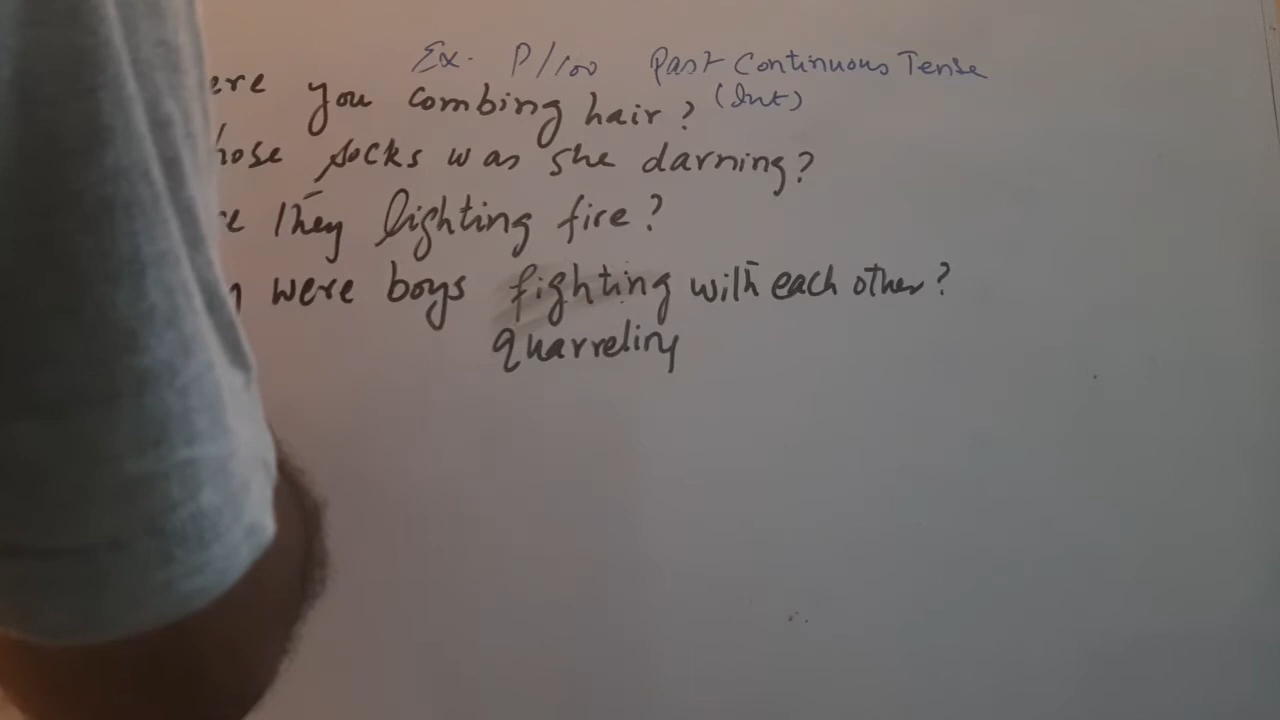 Ex. P/100 Past Continuous Tense
ere you combing hair? (Int)
hose socks was she darning?
e They lighting fire?
were boys fighting with each other?
quarreling